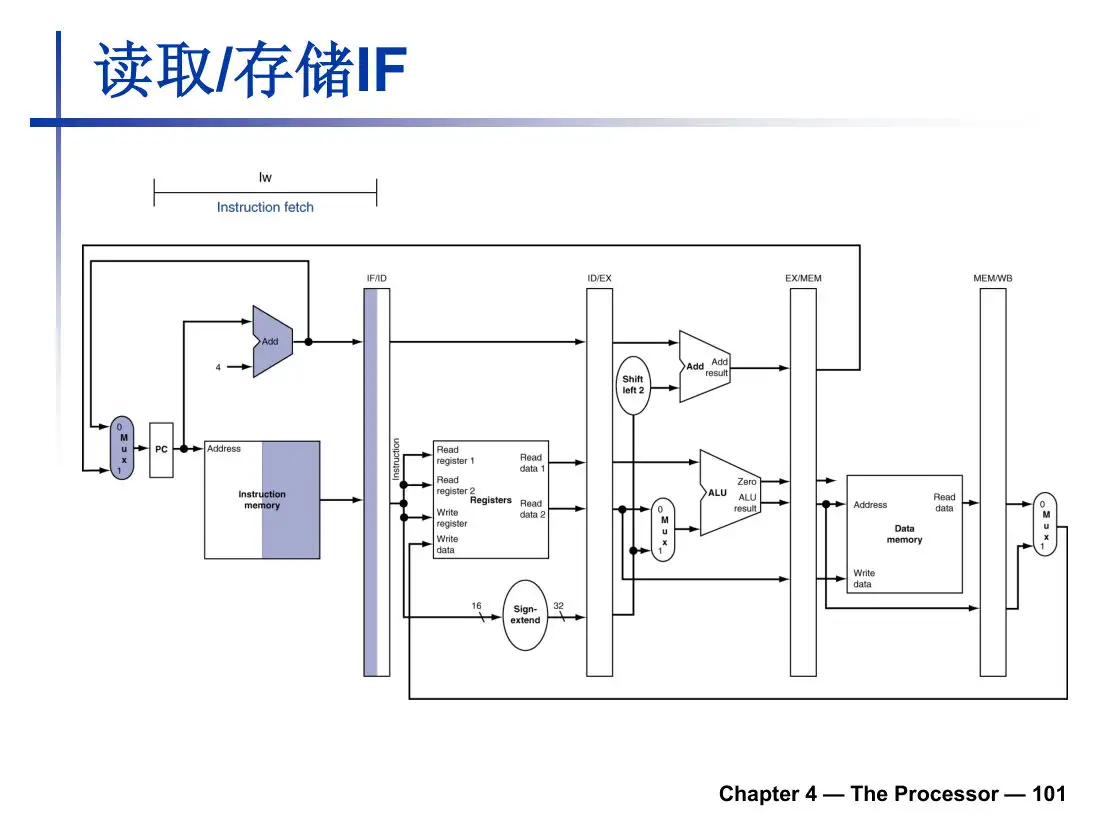 读取/存储IF
lw
Instruction fetch
IF/ID
ID/EX
EX/MEM
MEM/WB
Add
4
Add
Add
result
Shift
left 2
0
M
u
x
1
PC
Address
Instruction
memory
Instruction
Read
register 1
Read
register 2
Write
register
Write
data
Registers
Read
data 1
Read
data 2
16
Sign-
extend
32
0
M
u
x
1
ALU
Zero
ALU
result
Address
Read
data
Data
memory
Write
data
0
M
u
x
1
Chapter 4 — The Processor — 101